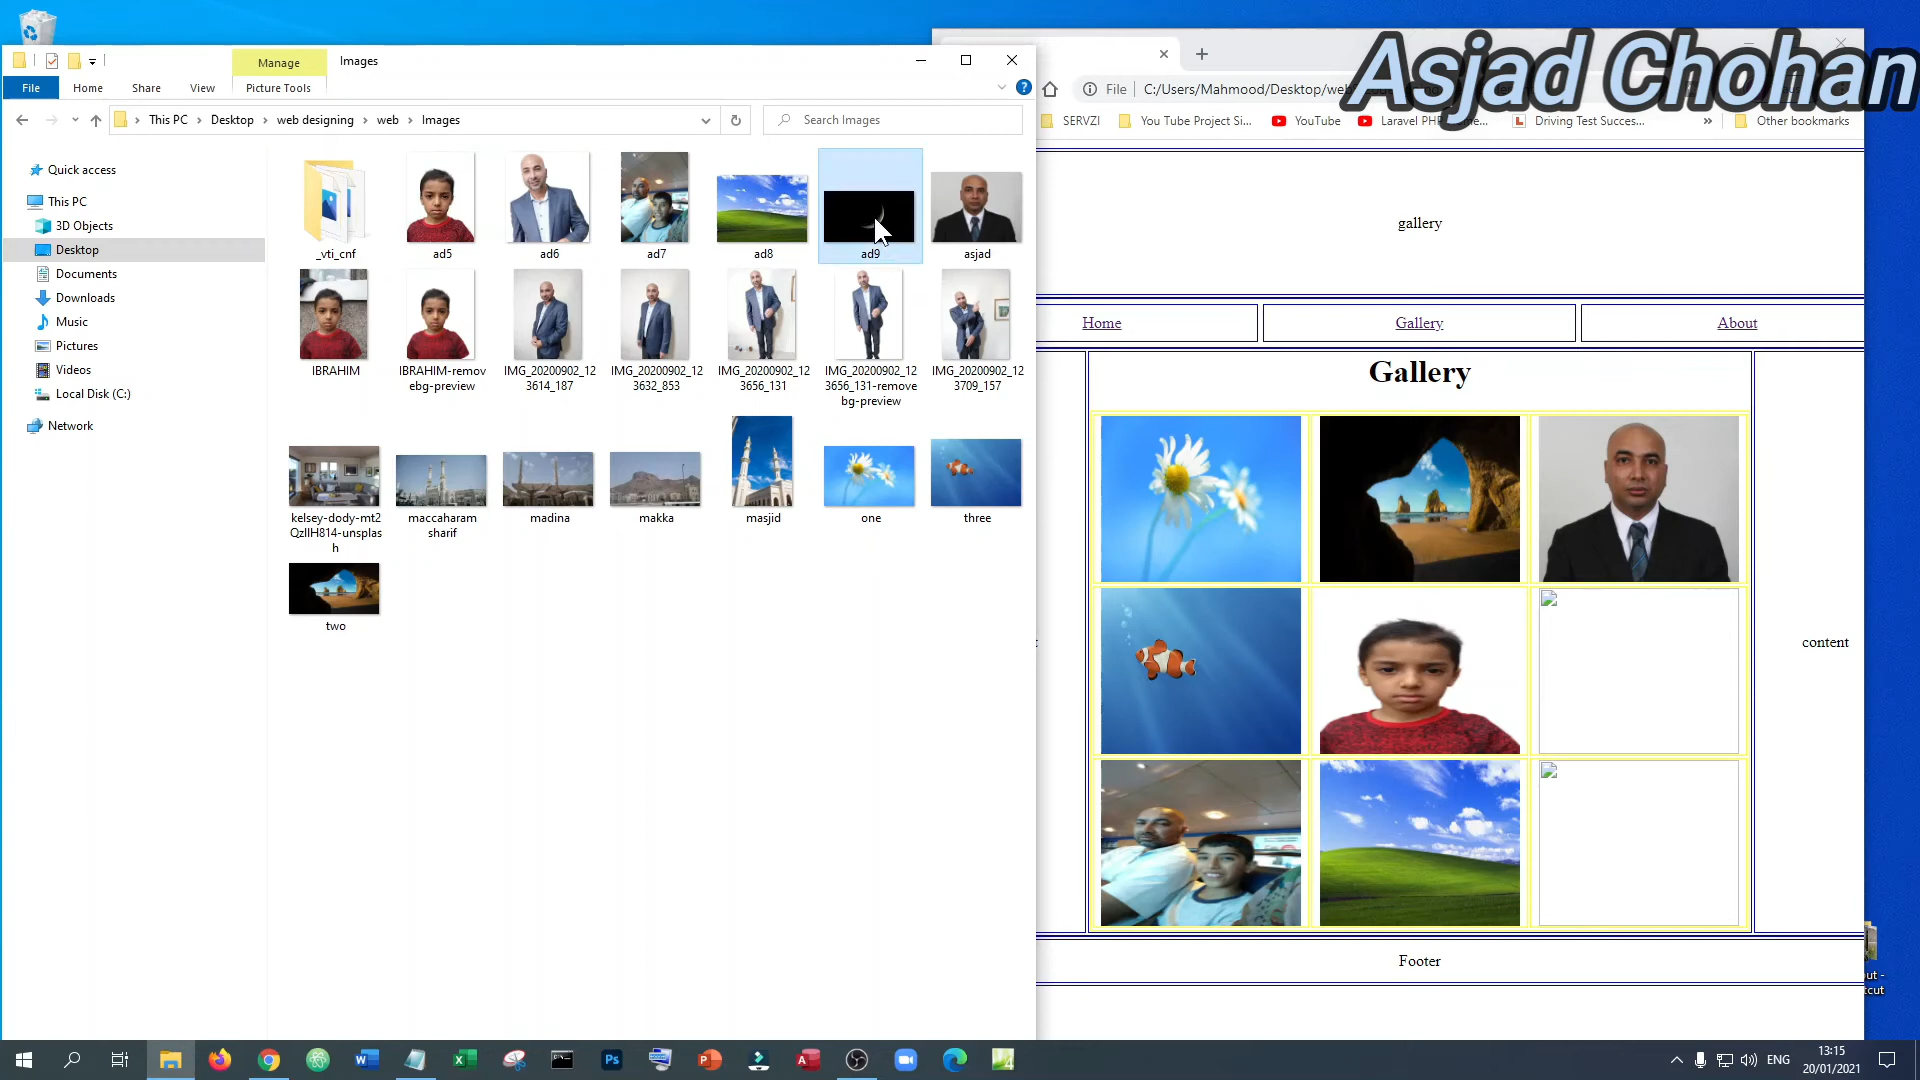 Asjad Chohan
Manage
Images
File
Home
Share
View
Picture Tools
This PC
Desktop
web designing
web
Images
Search Images
Quick access
This PC
3D Objects
Desktop
Documents
Downloads
Music
Pictures
Videos
Local Disk (C:)
Network
_vti_cnf
ad5
ad6
ad7
ad8
ad9
asjad
IBRAHIM
IBRAHIM-remov
ebg-preview
IMG_20200902_12
3614_187
IMG_20200902_12
3632_853
IMG_20200902_12
3656_131
IMG_20200902_12
3656_131-remove
bg-preview
IMG_20200902_12
3709_157
kelsey-dody-mt2
QzIIH814-unsplas
h
maccaharam
sharif
madina
makka
masjid
one
three
two
File
C:/Users/Mahmood/Desktop/web
SERVZI
You Tube Project Si...
YouTube
Laravel PHP
Driving Test Succes...
Other bookmarks
gallery
Home
Gallery
About
Gallery
content
Footer
ENG
13:15
20/01/2021